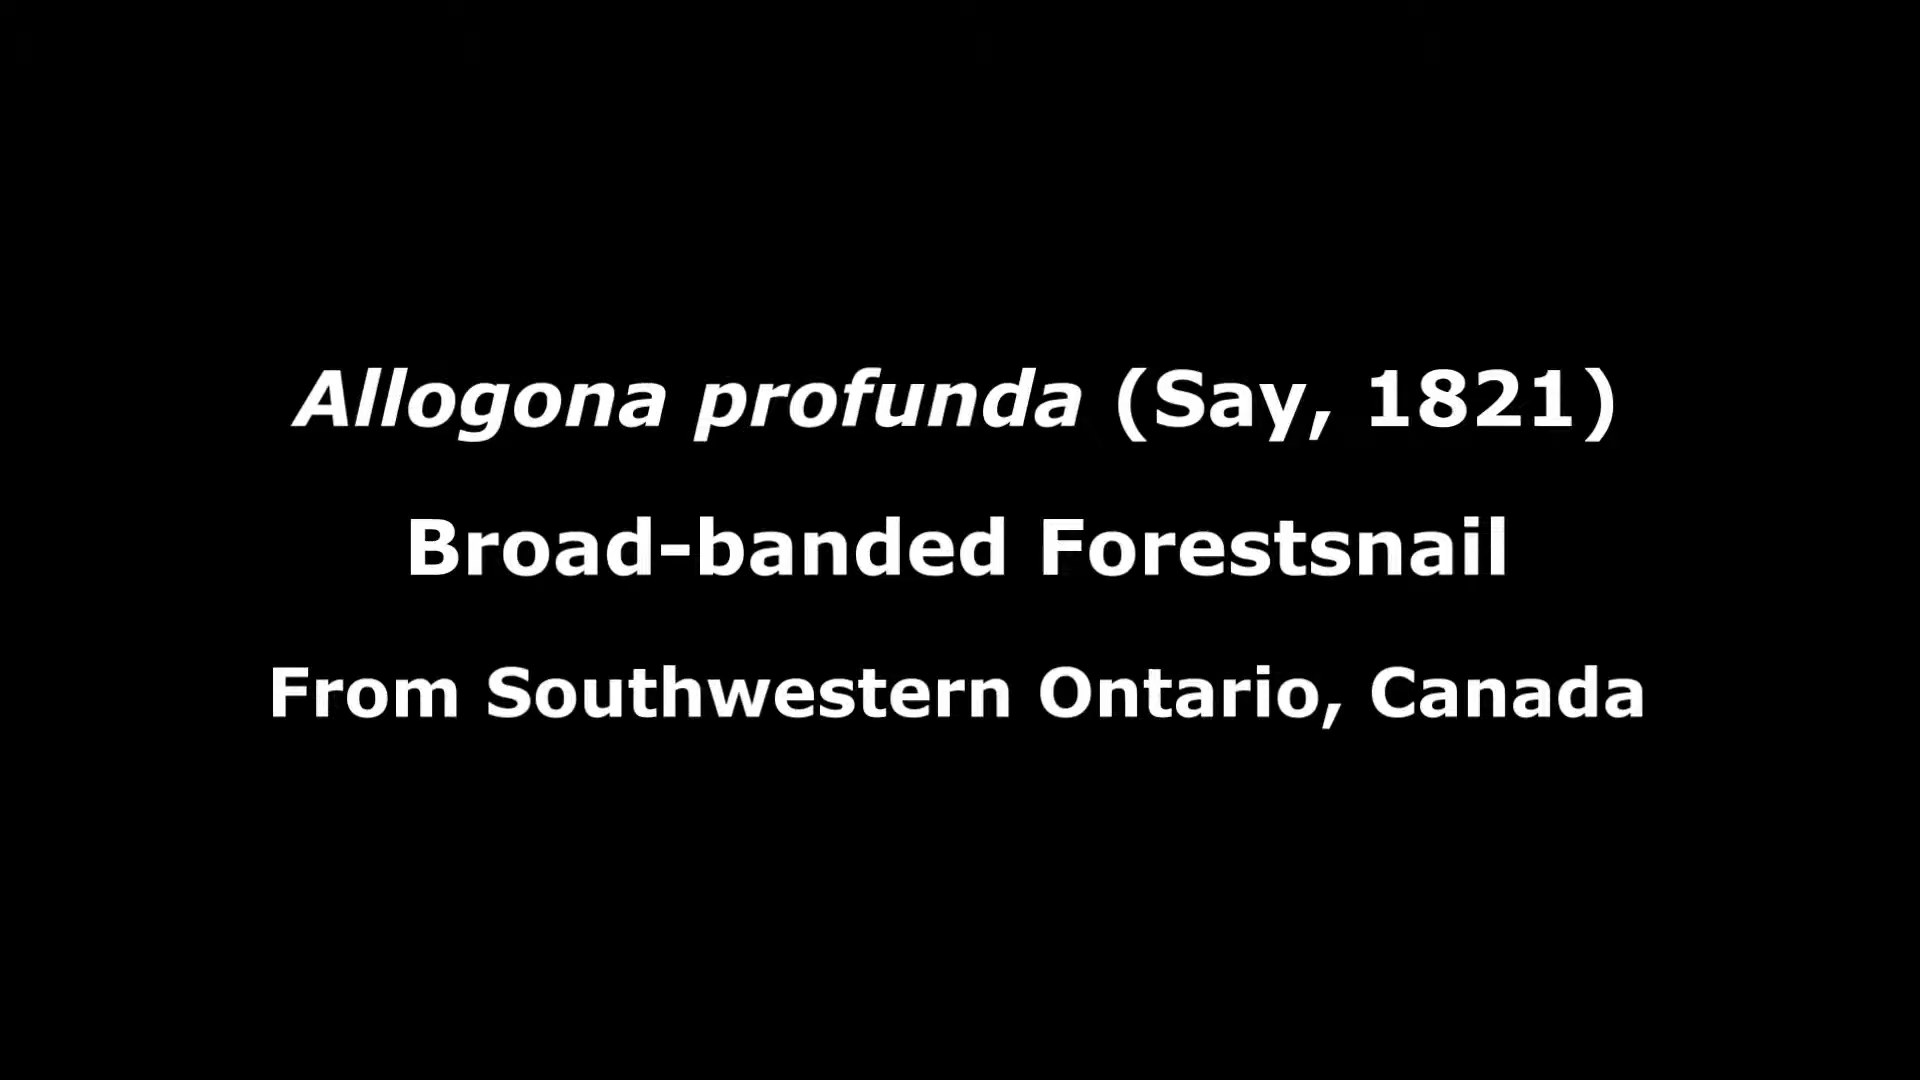 Allogona profunda (Say, 1821)
Broad-banded Forestsnail
From Southwestern Ontario, Canada